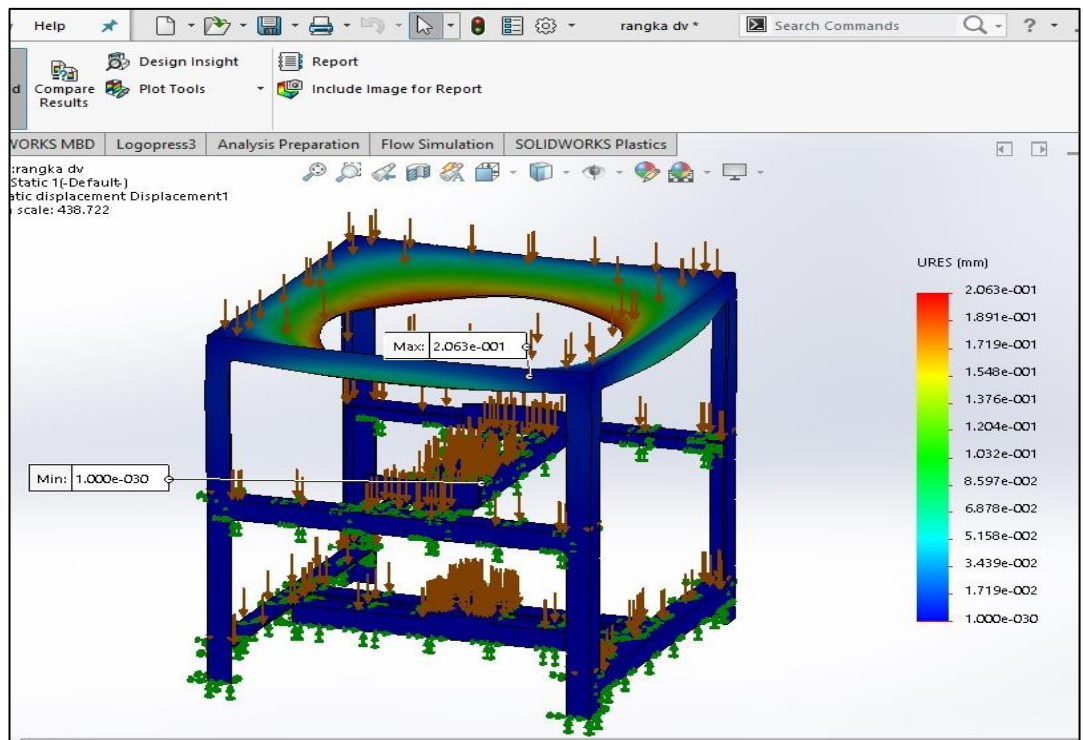 Help
rangka dv *
Search Commands
?
d
Compare Results
Design Insight
Plot Tools
Report
Include Image for Report
WORKS MBD
Logopress3
Analysis Preparation
Flow Simulation
SOLIDWORKS Plastics
:rangka dv
Static 1(-Default-)
atic displacement Displacement1
scale: 438.722
URES (mm)
2.063e-001
1.891e-001
1.719e-001
1.548e-001
1.376e-001
1.204e-001
1.032e-001
8.597e-002
6.878e-002
5.158e-002
3.439e-002
1.719e-002
1.000e-030
Max: 2.063e-001
Min: 1.000e-030